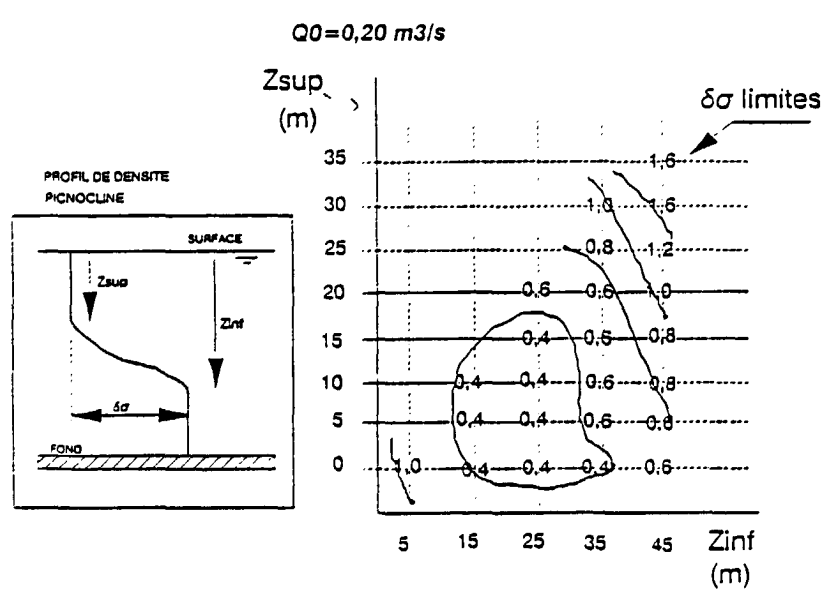 Q0=0,20 m3/s
Zsup
(m)
δσ limites
35 1,6
PROFIL DE DENSITE
PICNOCLINE
30 1,0 1,6
SURFACE
25 0,8 1,2
Zsup
20 0,6 0,6 1,0
Zinf
15 0,4 0,6 0,8
10 0,4 0,4 0,6 0,8
δσ
5 0,4 0,4 0,6 0,8
FOND
0 1,0 0,4 0,4 0,4 0,6
5 15 25 35 45 Zinf
(m)